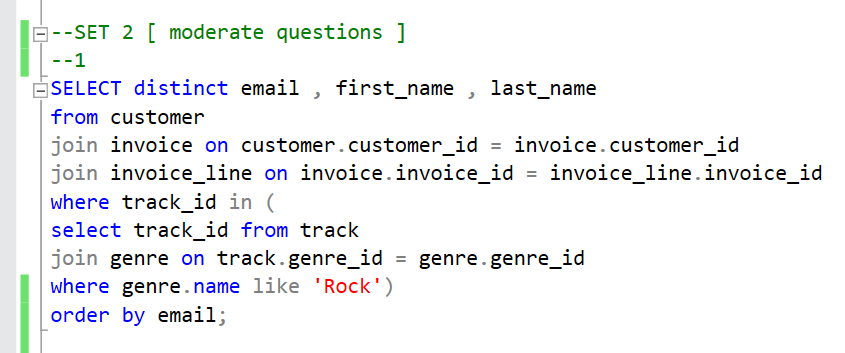 --SET 2 [ moderate questions ]
--1
SELECT distinct email , first_name , last_name
from customer
join invoice on customer.customer_id = invoice.customer_id
join invoice_line on invoice.invoice_id = invoice_line.invoice_id
where track_id in (
select track_id from track
join genre on track.genre_id = genre.genre_id
where genre.name like 'Rock')
order by email;